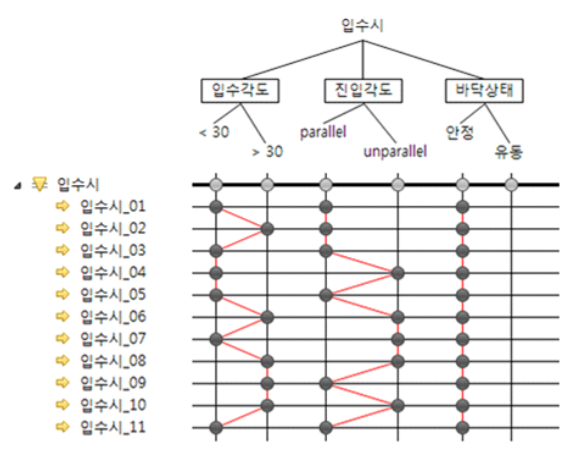 입수시
입수각도 진입각도 바닥상태
< 30 parallel 안정
> 30 unparallel 유동
입수시
입수시_01
입수시_02
입수시_03
입수시_04
입수시_05
입수시_06
입수시_07
입수시_08
입수시_09
입수시_10
입수시_11